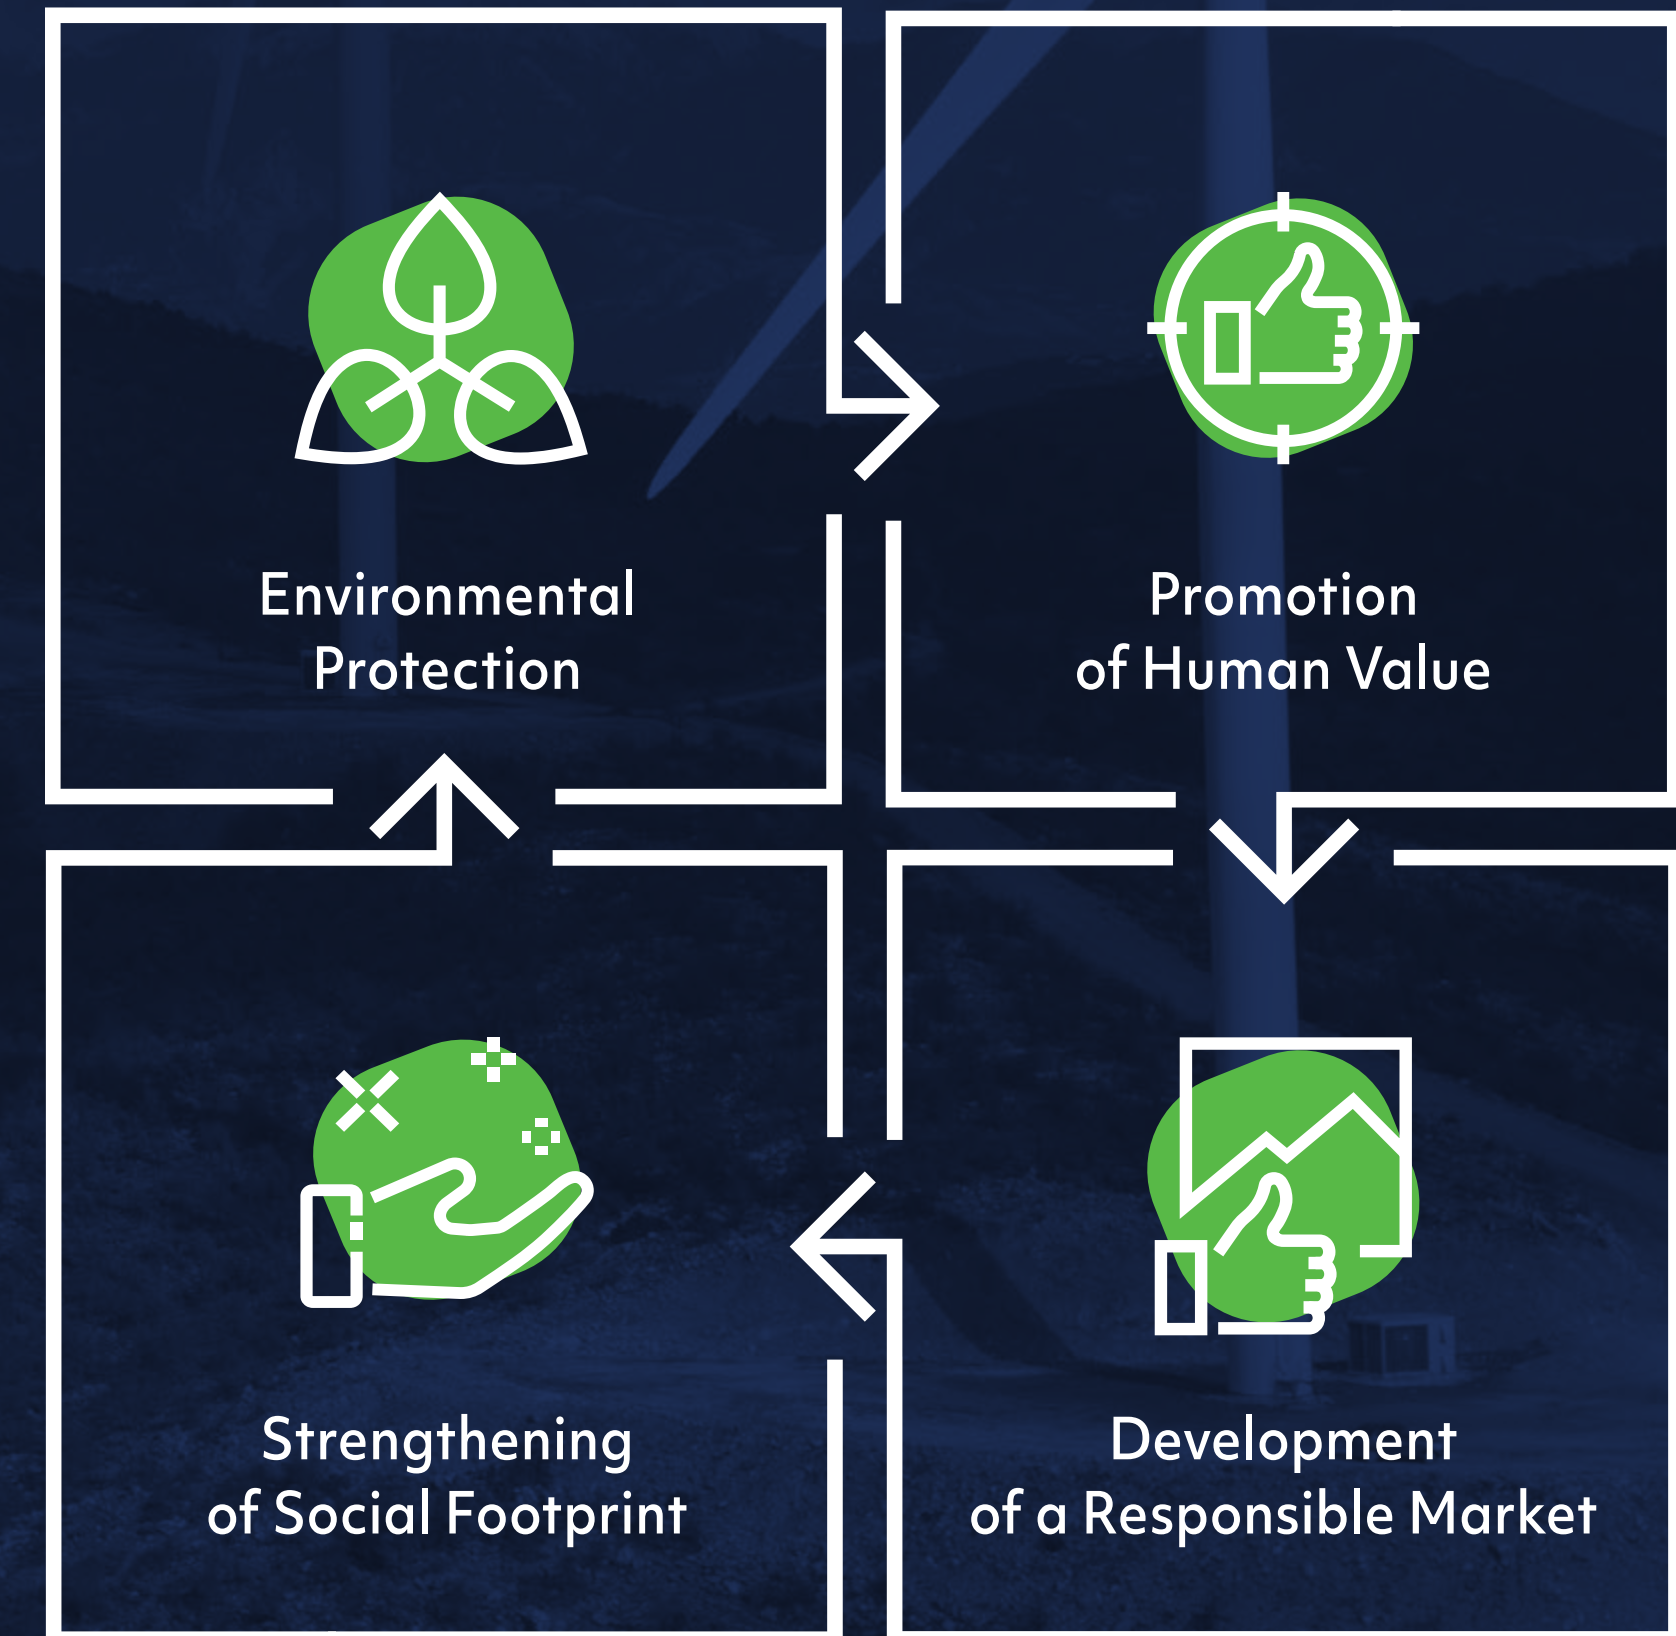 Environmental
Protection
Promotion
of Human Value
Strengthening
of Social Footprint
Development
of a Responsible Market